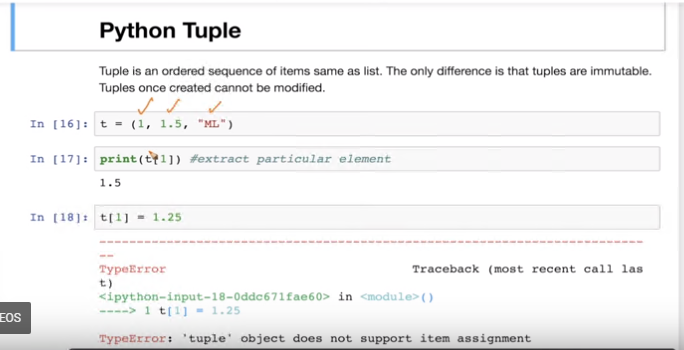 Python Tuple
Tuple is an ordered sequence of items same as list. The only difference is that tuples are immutable.
Tuples once created cannot be modified.
In [16]: t = (1, 1.5, "ML")
In [17]: print(t[1]) #extract particular element
1.5
In [18]: t[1] = 1.25
---------------------------------------------------------------------------
TypeError Traceback (most recent call las
t)
<ipython-input-18-0ddc671fae60> in <module>()
----> 1 t[1] = 1.25
EOS
TypeError: 'tuple' object does not support item assignment